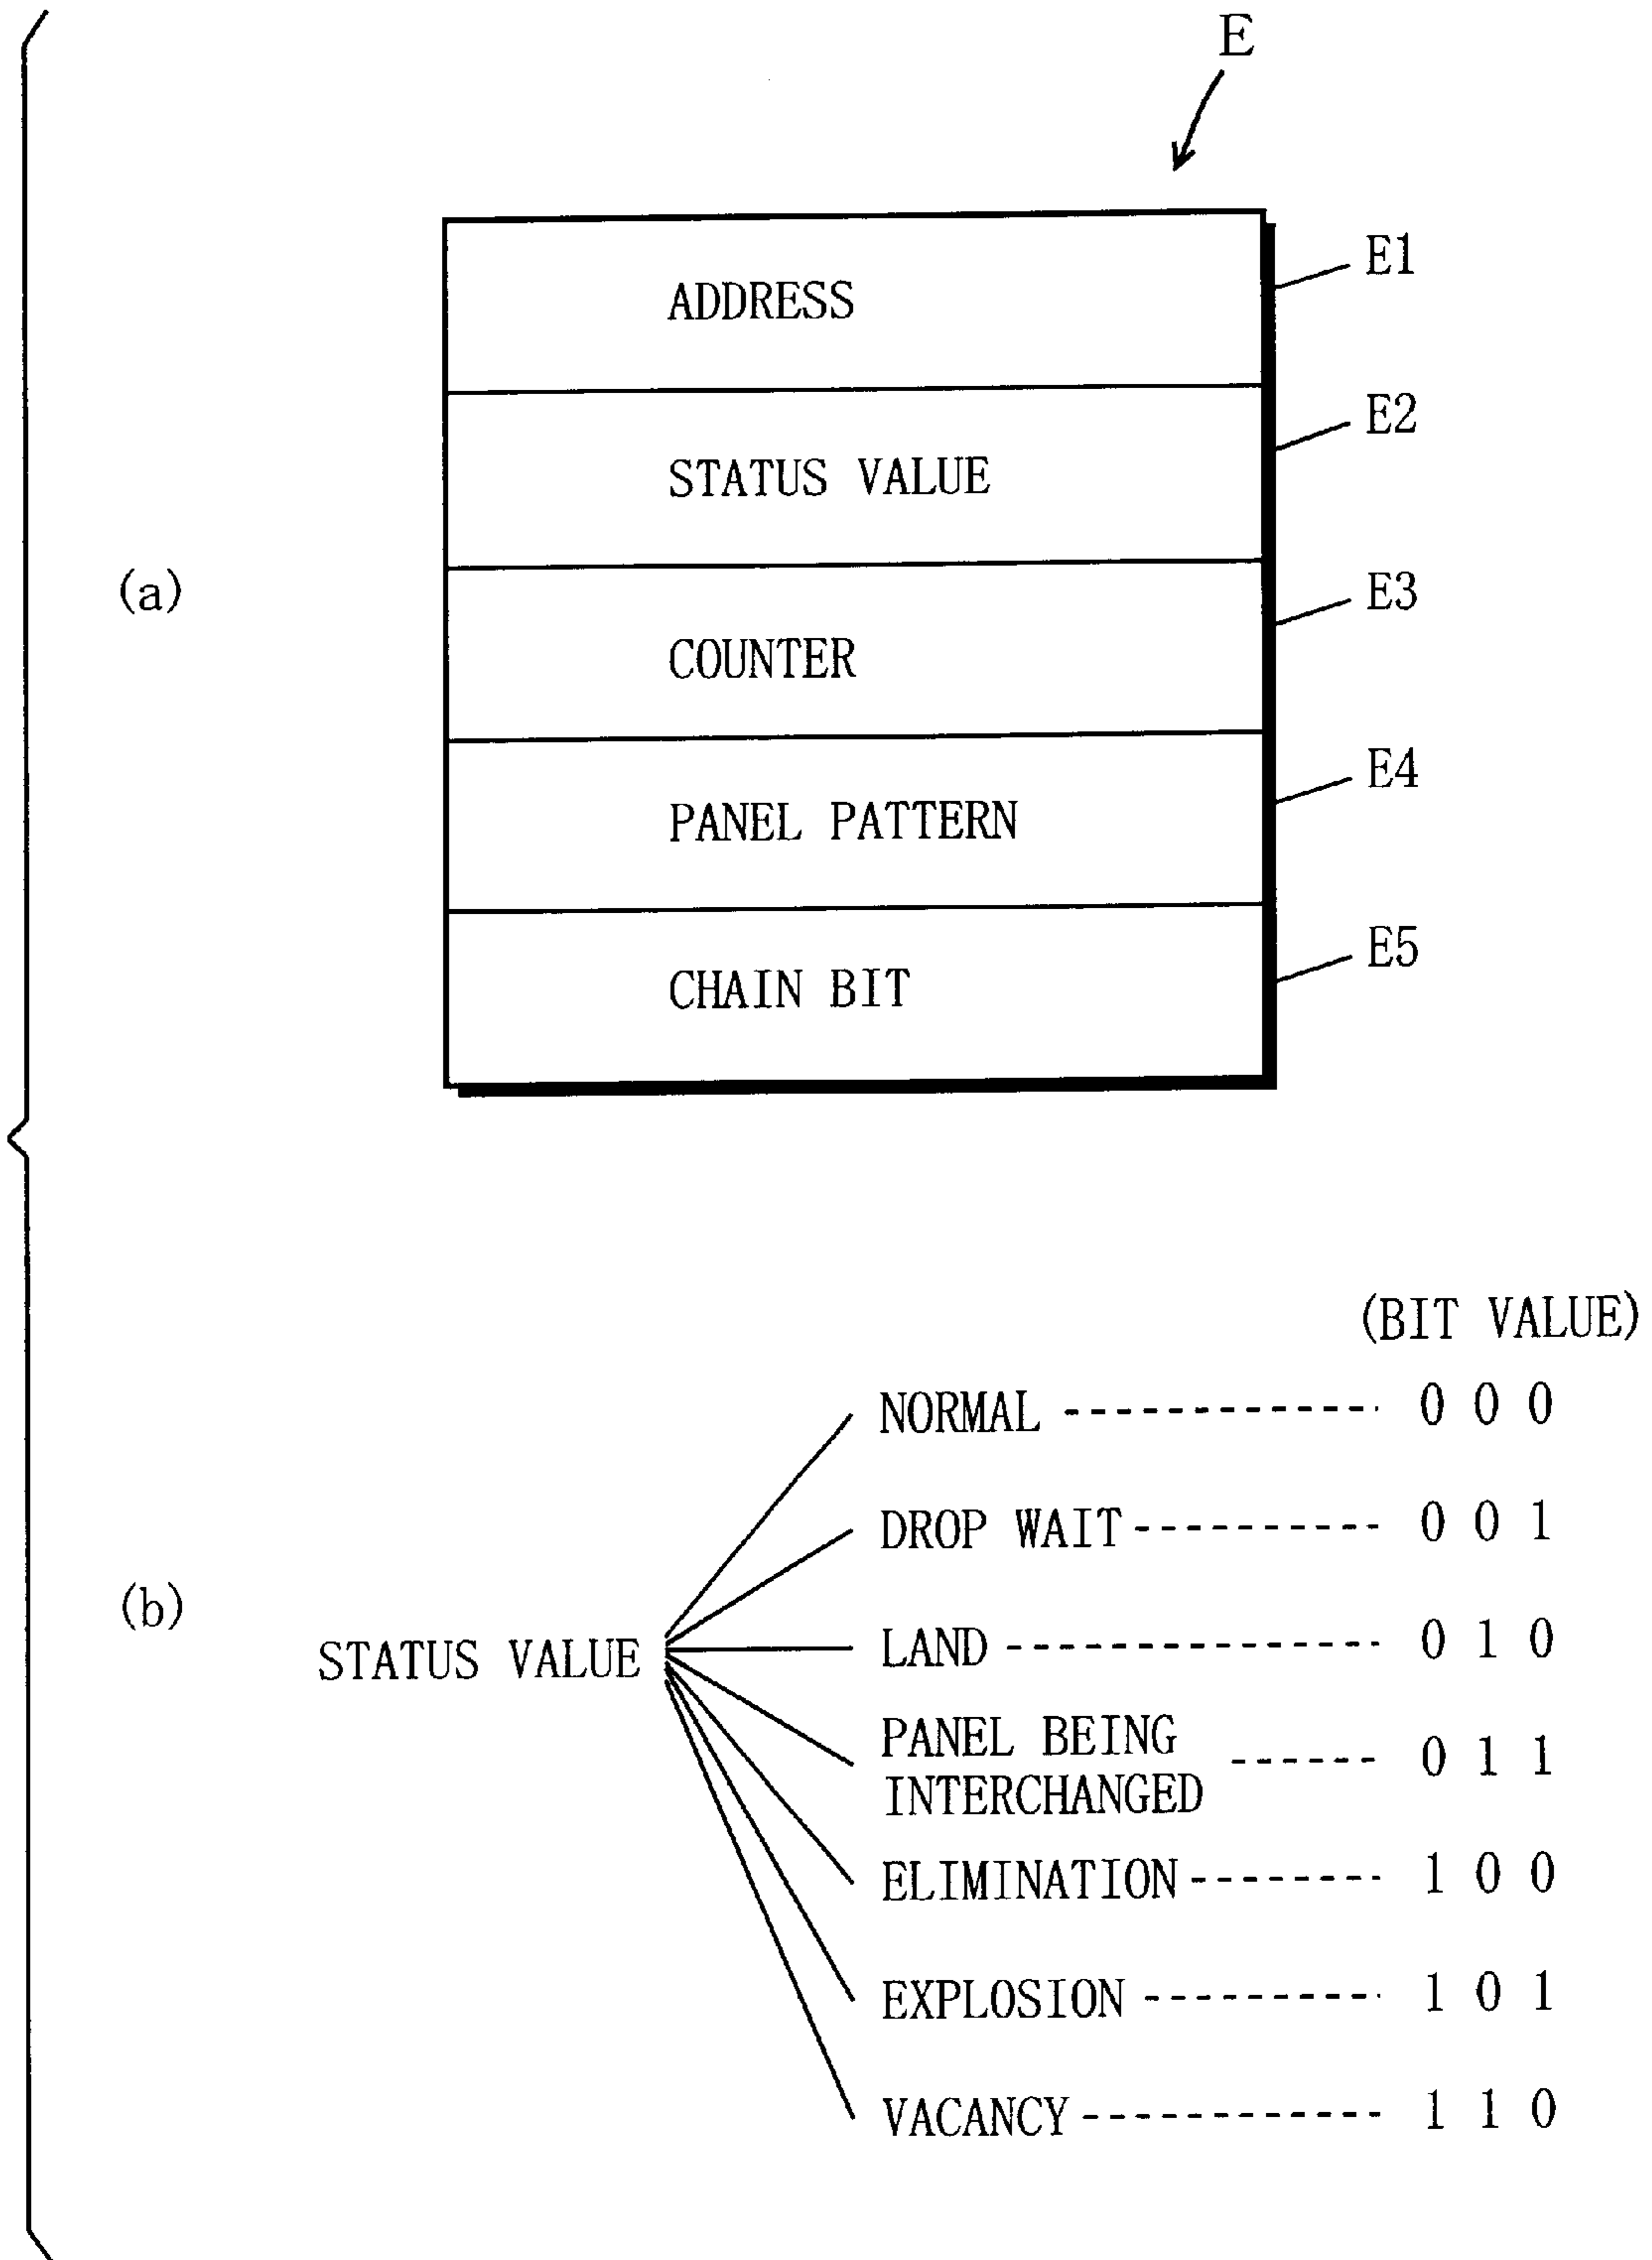 E
(a)
ADDRESS E1
STATUS VALUE E2
COUNTER E3
PANEL PATTERN E4
CHAIN BIT E5
(b)
(BIT VALUE)
STATUS VALUE
NORMAL ------------- 0 0 0
DROP WAIT ---------- 0 0 1
LAND --------------- 0 1 0
PANEL BEING
INTERCHANGED ------ 0 1 1
ELIMINATION -------- 1 0 0
EXPLOSION ---------- 1 0 1
VACANCY ------------ 1 1 0